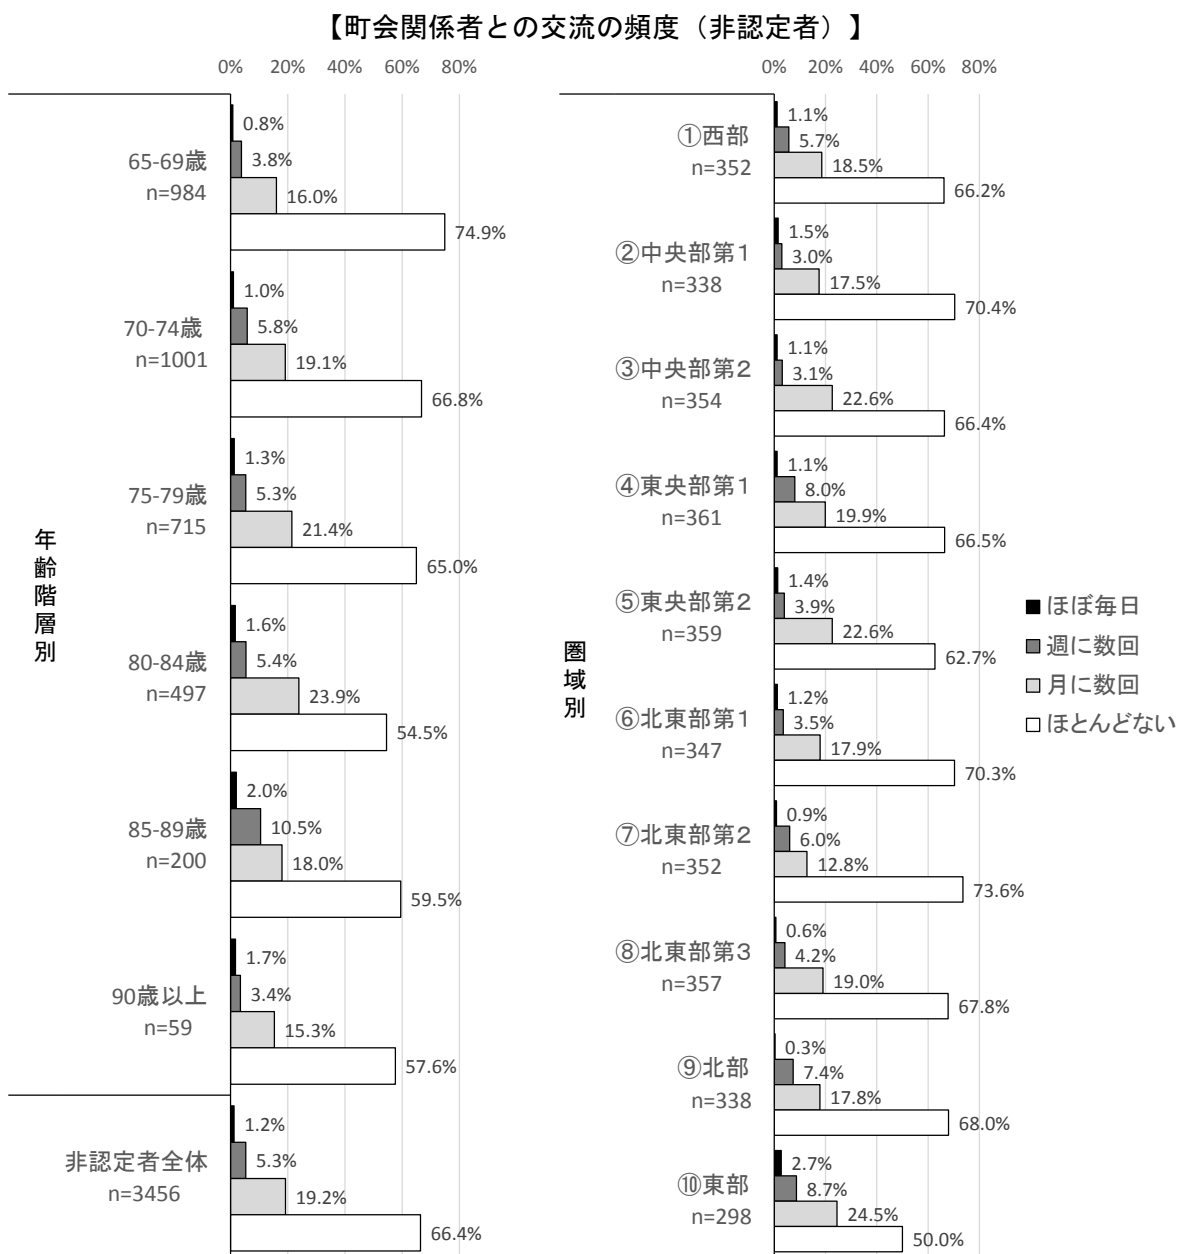 【町会関係者との交流の頻度（非認定者）】
0% 20% 40% 60% 80%
年齢階層別
65-69歳
n=984
0.8%
3.8%
16.0%
74.9%
70-74歳
n=1001
1.0%
5.8%
19.1%
66.8%
75-79歳
n=715
1.3%
5.3%
21.4%
65.0%
80-84歳
n=497
1.6%
5.4%
23.9%
54.5%
85-89歳
n=200
2.0%
10.5%
18.0%
59.5%
90歳以上
n=59
1.7%
3.4%
15.3%
57.6%
非認定者全体
n=3456
1.2%
5.3%
19.2%
66.4%
0% 20% 40% 60% 80%
圏域別
①西部
n=352
1.1%
5.7%
18.5%
66.2%
②中央部第1
n=338
1.5%
3.0%
17.5%
70.4%
③中央部第2
n=354
1.1%
3.1%
22.6%
66.4%
④東央部第1
n=361
1.1%
8.0%
19.9%
66.5%
⑤東央部第2
n=359
1.4%
3.9%
22.6%
62.7%
⑥北東部第1
n=347
1.2%
3.5%
17.9%
70.3%
⑦北東部第2
n=352
0.9%
6.0%
12.8%
73.6%
⑧北東部第3
n=357
0.6%
4.2%
19.0%
67.8%
⑨北部
n=338
0.3%
7.4%
17.8%
68.0%
⑩東部
n=298
2.7%
8.7%
24.5%
50.0%
ほぼ毎日
週に数回
月に数回
ほとんどない